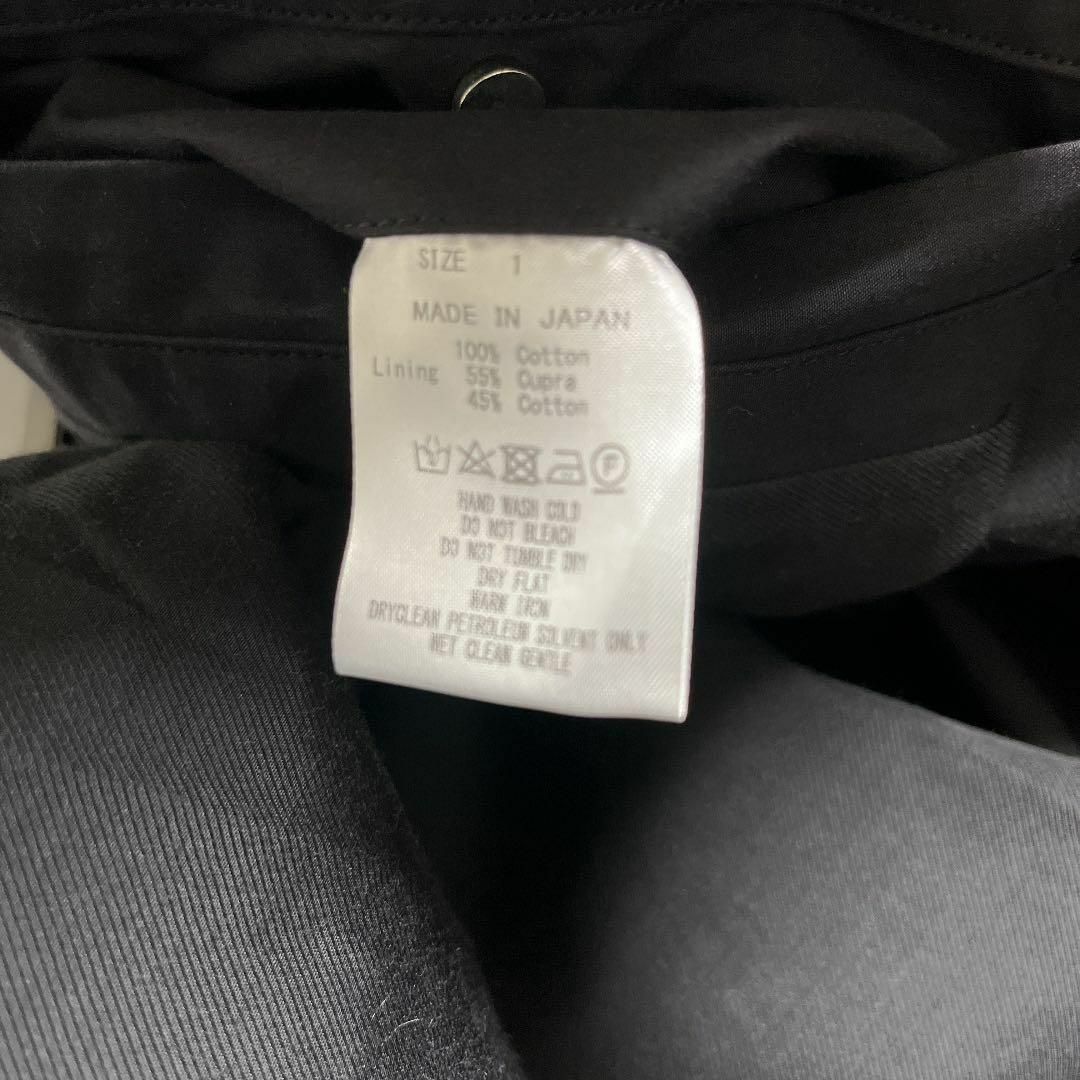 SIZE 1
MADE IN JAPAN
100% Cotton
Lining 55% Cupra
45% Cotton
F
HAND WASH COLD
DO NOT BLEACH
DO NOT TUMBLE DRY
DRY FLAT
WARM IRON
DRYCLEAN PETROLEUM SOLVENT ONLY
WET CLEAN GENTLE